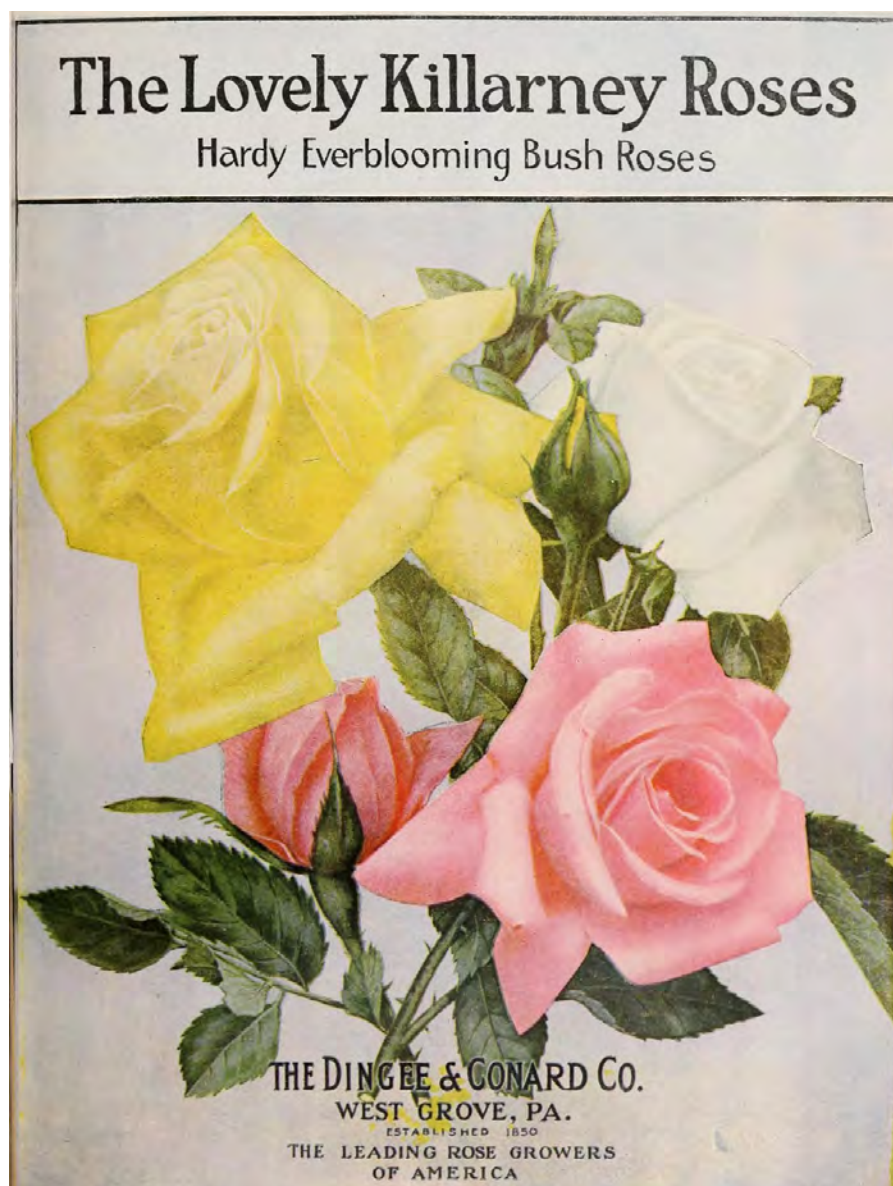 The Lovely Killarney Roses
Hardy Everblooming Bush Roses
THE DINGEE & CONARD CO.
WEST GROVE, PA.
ESTABLISHED 1850
THE LEADING ROSE GROWERS
OF AMERICA